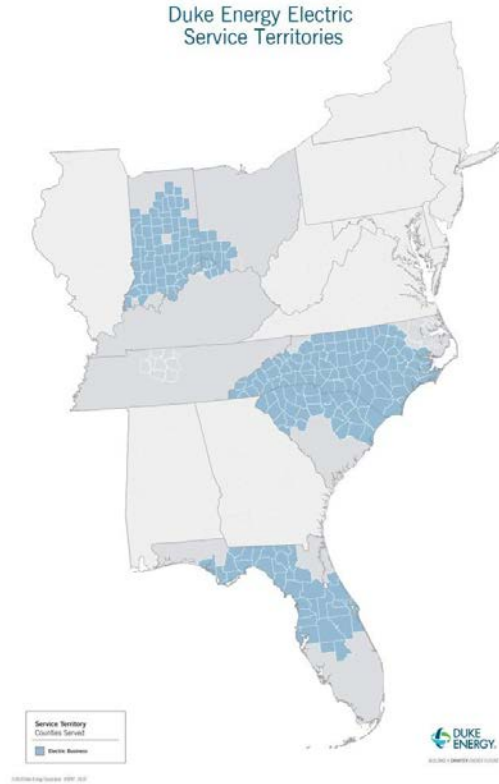 Duke Energy Electric
Service Territories
Service Territory
Counties Served
Electric Business
DUKE
ENERGY.